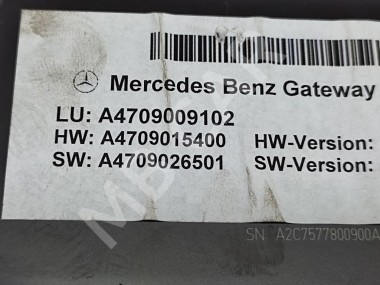 Mercedes Benz Gateway
LU: A4709009102
HW: A4709015400 HW-Version:
SW: A4709026501 SW-Version:
SN A2C7577800900A